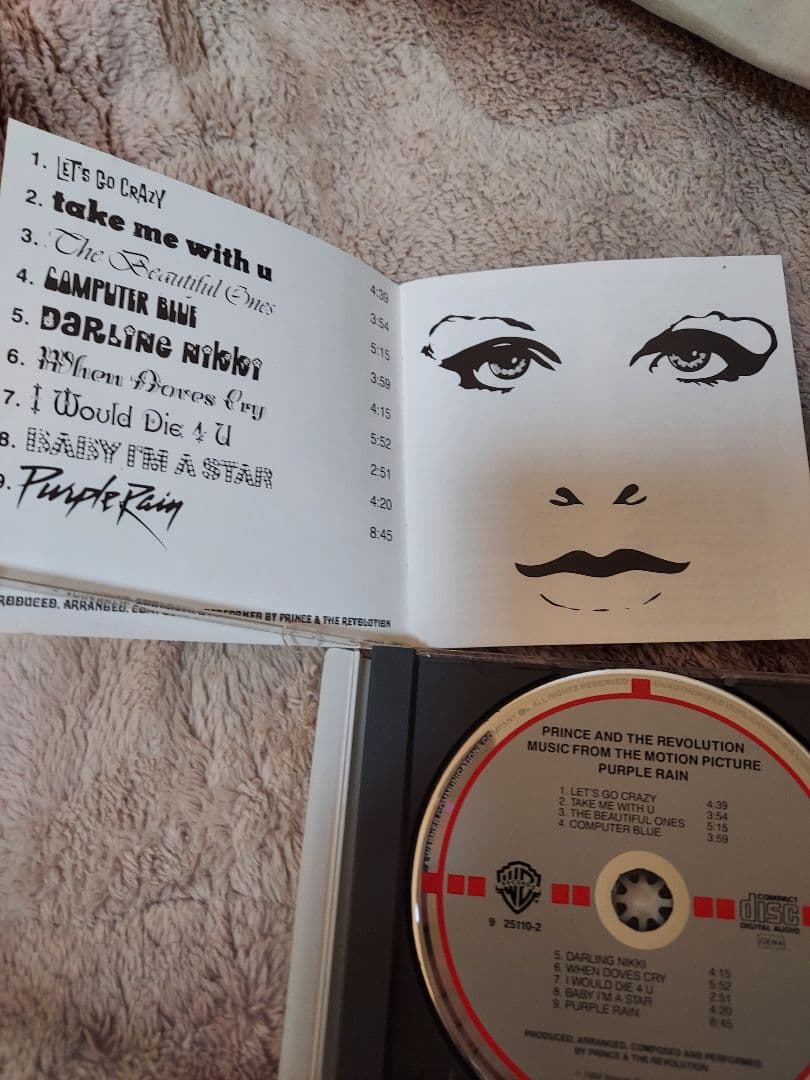 1. LET'S GO CRAZY 4:39
2. take me with u 3:54
3. The Beautiful Ones 5:15
4. COMPUTER BLUE 3:59
5. DARLING NIKKI 4:15
6. When Doves Cry 5:52
7. I Would Die 4 U 2:51
8. BABY I'M A STAR 4:20
9. Purple Rain 8:45
ARRANGED, BY PRINCE & THE REVOLUTION
ALL RIGHTS RESERVED
PRINCE AND THE REVOLUTION
MUSIC FROM THE MOTION PICTURE
PURPLE RAIN
1. LET'S GO CRAZY 4:39
2. TAKE ME WITH U 3:54
3. THE BEAUTIFUL ONES 5:15
4. COMPUTER BLUE 3:59
9 25110-2
COMPACT
disc
DIGITAL AUDIO
GEMA
5. DARLING NIKKI 4:15
6. WHEN DOVES CRY 5:52
7. I WOULD DIE 4 U 2:51
8. BABY I'M A STAR 4:20
9. PURPLE RAIN 8:45
PRODUCED, ARRANGED, COMPOSED AND PERFORMED
BY PRINCE & THE REVOLUTION